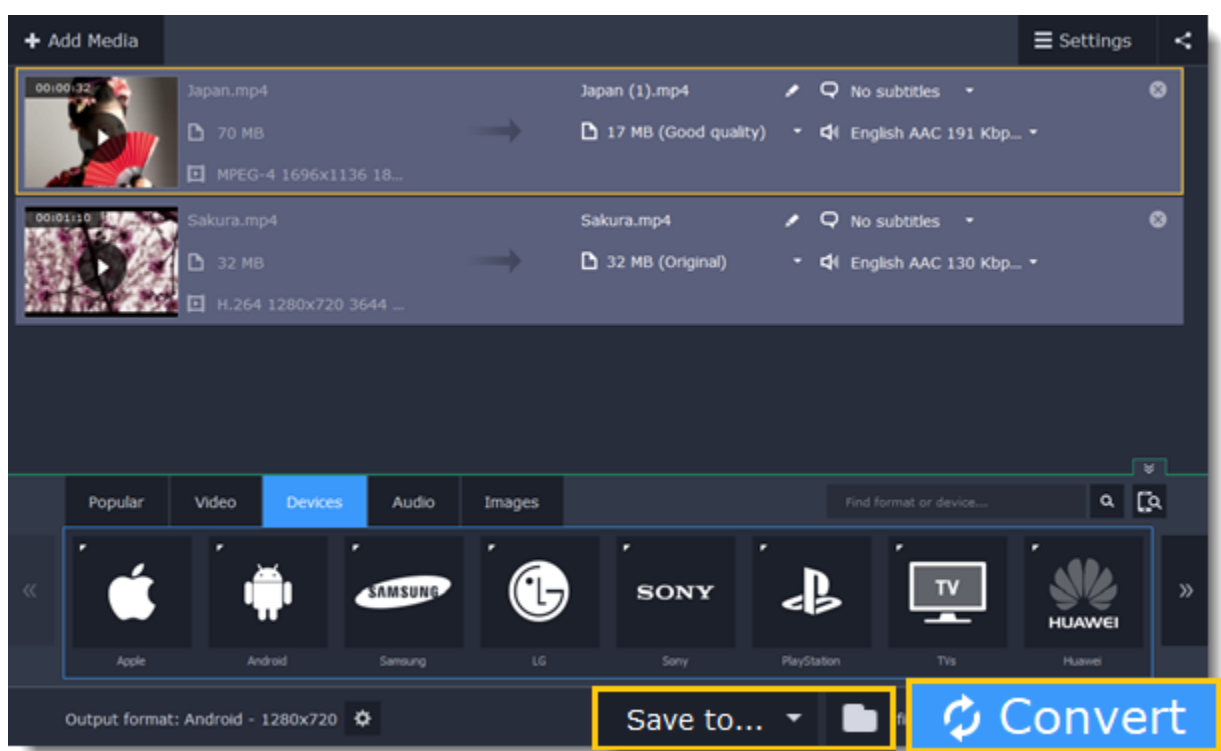 Add Media
Settings
00:00:32
Japan.mp4
Japan (1).mp4
No subtitles
70 MB
17 MB (Good quality)
English AAC 191 Kbp...
MPEG-4 1696x1136 18...
00:01:10
Sakura.mp4
Sakura.mp4
No subtitles
32 MB
32 MB (Original)
English AAC 130 Kbp...
H.264 1280x720 3644 ...
Popular
Video
Devices
Audio
Images
Find format or device...
SAMSUNG
LG
SONY
TV
HUAWEI
Apple
Android
Samsung
LG
Sony
PlayStation
TVs
Huawei
Output format: Android - 1280x720
Save to...
Convert